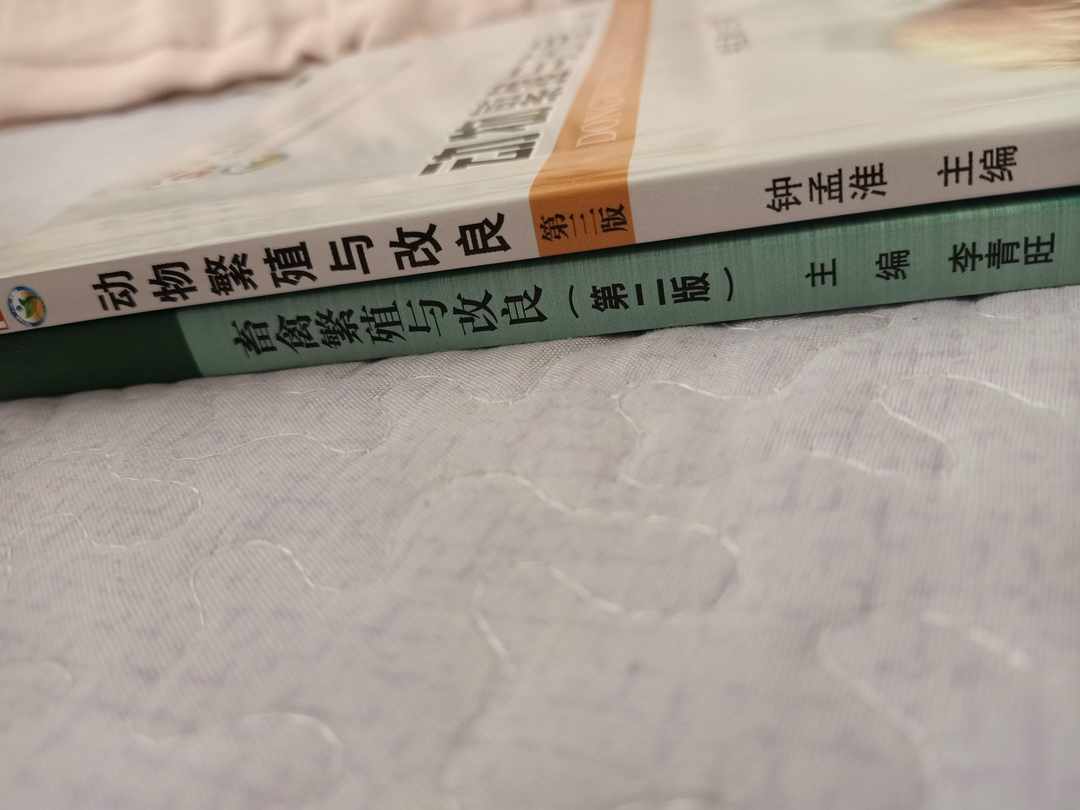 动物繁殖与改良 第三版 钟孟淮 主编
畜禽繁殖与改良（第二版） 主 编 李青旺